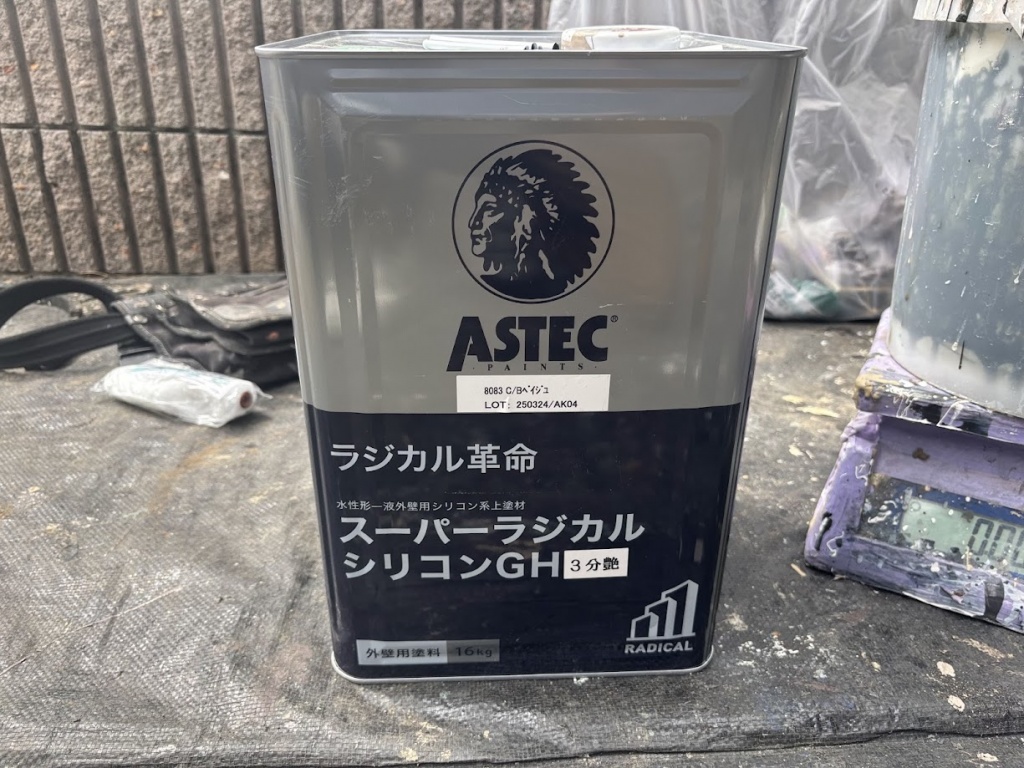 ASTEC®
·PAINTS·
8083 C/Bベイジュ
LOT: 250324/AK04
ラジカル革命
水性形一液外壁用シリコン系上塗材
スーパーラジカル
シリコンGH 3分艶
外壁用塗料 16kg
RADICAL